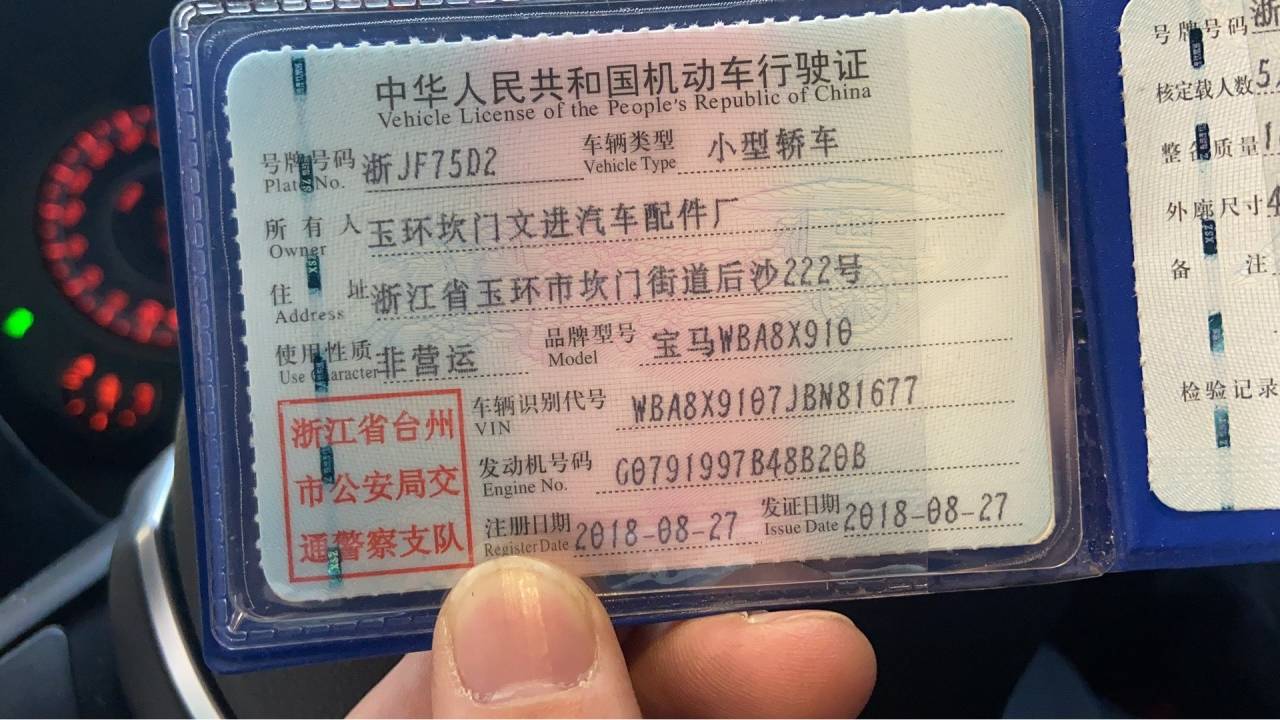 中华人民共和国机动车行驶证
Vehicle License of the People's Republic of China
号牌号码 浙JF75D2 车辆类型 小型轿车
Plate No. Vehicle Type
所有人 玉环坎门文进汽车配件厂
Owner
住址 浙江省玉环市坎门街道后沙222号
Address
使用性质 非营运 品牌型号 宝马WBA8X910
Use Character Model
浙江省台州
市公安局交
通警察支队
车辆识别代号 WBA8X9107JBN81677
VIN
发动机号码 G0791997B48B20B
Engine No.
注册日期 2018-08-27 发证日期 2018-08-27
Register Date Issue Date
号牌号码 浙
核定载人数 5
整备质量 1
外廓尺寸 4
备注
检验记录